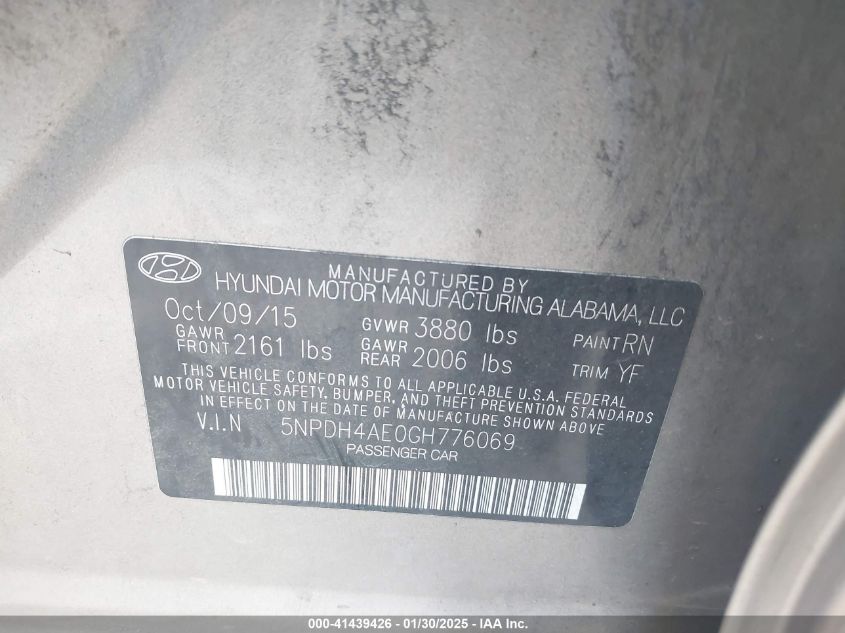 MANUFACTURED BY
HYUNDAI MOTOR MANUFACTURING ALABAMA, LLC
Oct/09/15 GVWR 3880 lbs PAINT RN
GAWR FRONT 2161 lbs GAWR REAR 2006 lbs TRIM YF
THIS VEHICLE CONFORMS TO ALL APPLICABLE U.S.A. FEDERAL
MOTOR VEHICLE SAFETY, BUMPER, AND THEFT PREVENTION STANDARDS
IN EFFECT ON THE DATE OF MANUFACTURE SHOWN ABOVE.
V.I.N 5NPDH4AE0GH776069
PASSENGER CAR
000-41439426 - 01/30/2025 - IAA Inc.